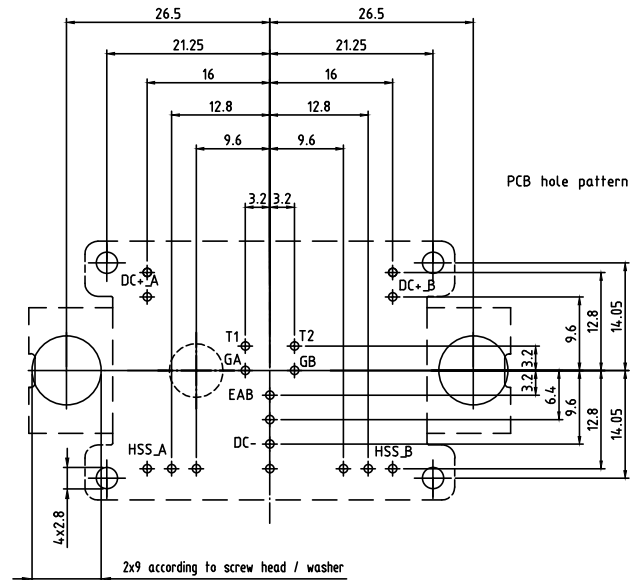 26.5 26.5
21.25 21.25
16 16
12.8 12.8
9.6 9.6
PCB hole pattern
3.2 3.2
DC+_A DC+_B
T1 T2
GA GB
EAB
DC-
HSS_A HSS_B
3.2
3.2
6.4
9.6
9.6
12.8
12.8
14.05
14.05
4x2.8
2x9 according to screw head / washer